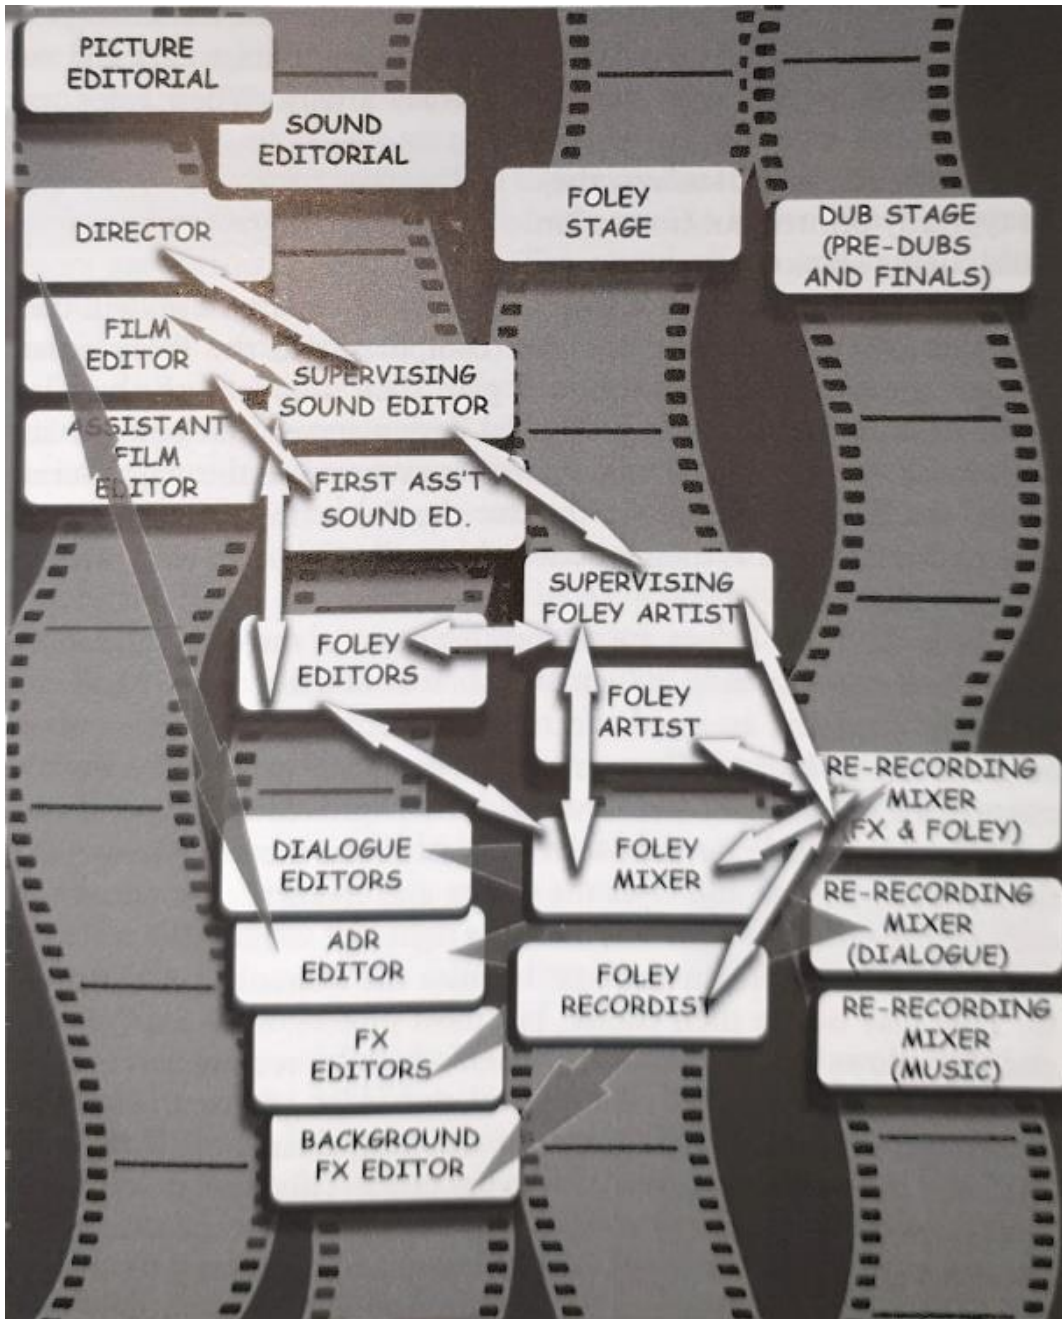 PICTURE
EDITORIAL
SOUND
EDITORIAL
FOLEY
STAGE
DUB STAGE
(PRE-DUBS
AND FINALS)
DIRECTOR
FILM
EDITOR
ASSISTANT
FILM
EDITOR
SUPERVISING
SOUND EDITOR
FIRST ASS'T
SOUND ED.
FOLEY
EDITORS
DIALOGUE
EDITORS
ADR
EDITOR
FX
EDITORS
BACKGROUND
FX EDITOR
SUPERVISING
FOLEY ARTIST
FOLEY
ARTIST
FOLEY
MIXER
FOLEY
RECORDIST
RE-RECORDING
MIXER
(FX & FOLEY)
RE-RECORDING
MIXER
(DIALOGUE)
RE-RECORDING
MIXER
(MUSIC)